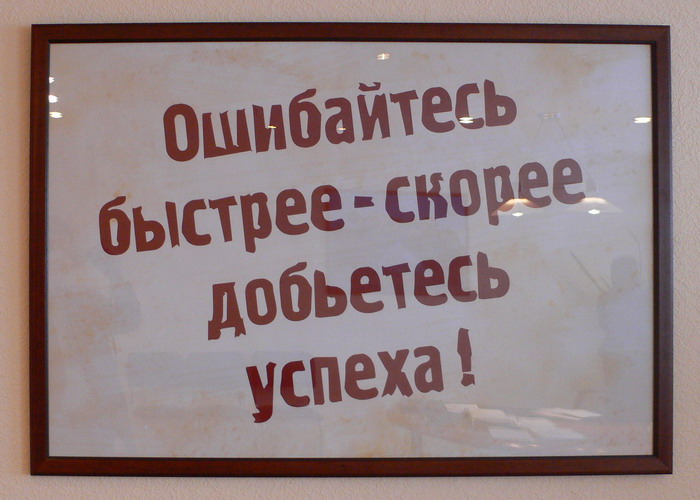 Ошибайтесь
быстрее - скорее
добьетесь
успеха!